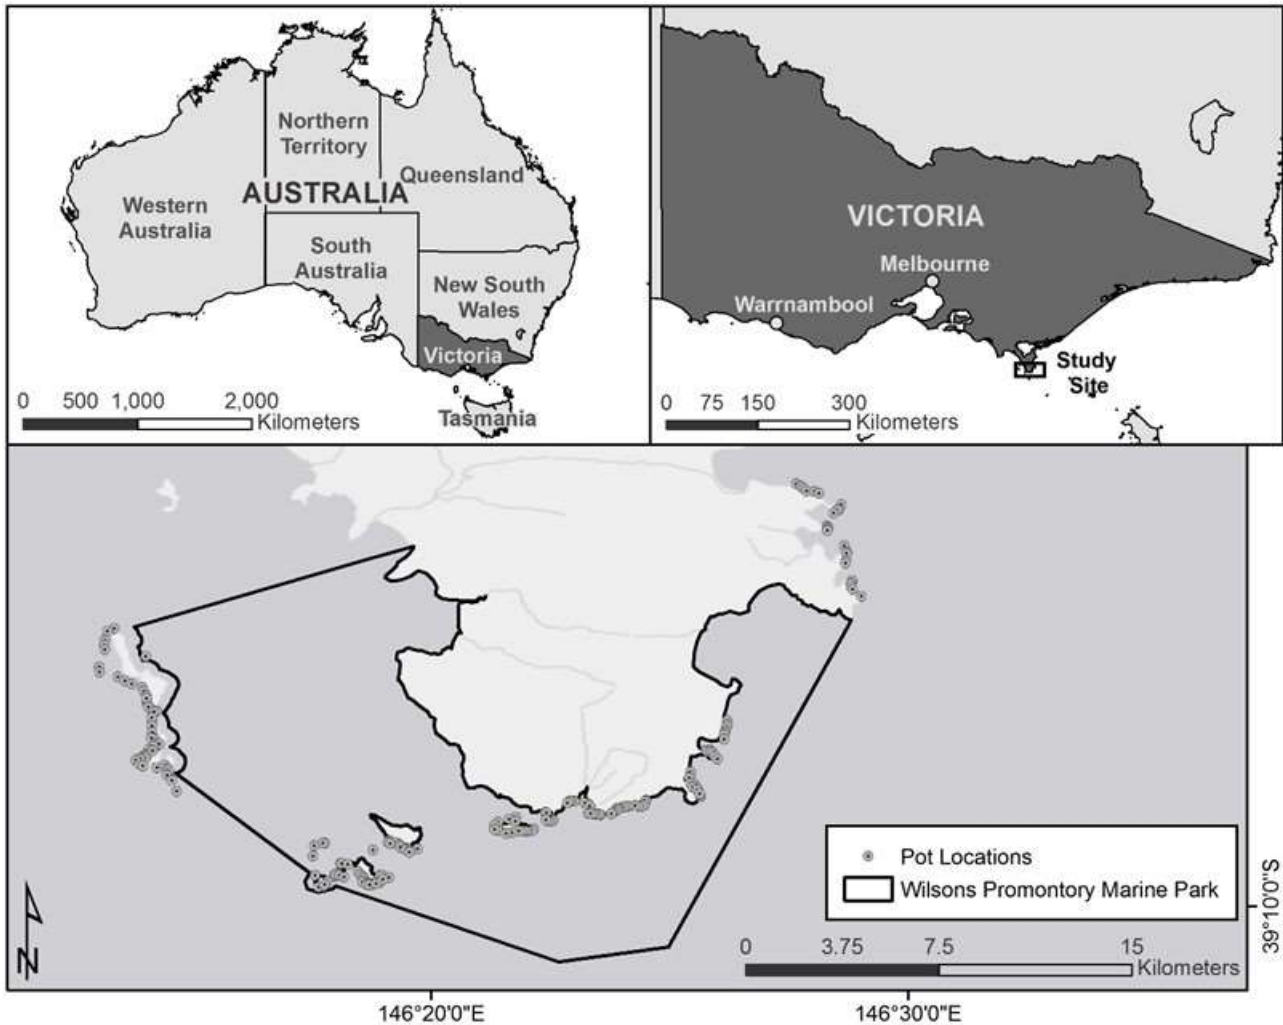 Northern
Territory
Queensland
AUSTRALIA
Western
Australia
South
Australia
New South
Wales
Victoria
Tasmania
0 500 1,000 2,000
Kilometers
VICTORIA
Melbourne
Warrnambool
Study
Site
0 75 150 300
Kilometers
Pot Locations
Wilsons Promontory Marine Park
0 3.75 7.5 15
Kilometers
N
39°10'0"S
146°20'0"E
146°30'0"E